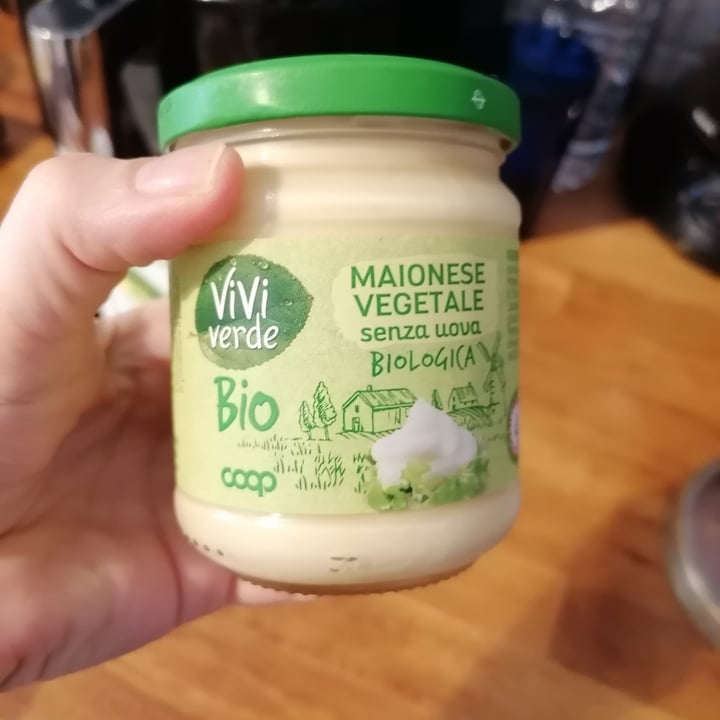 ViVi
verde
Bio
coop
MAIONESE
VEGETALE
senza uova
BIOLOGICA